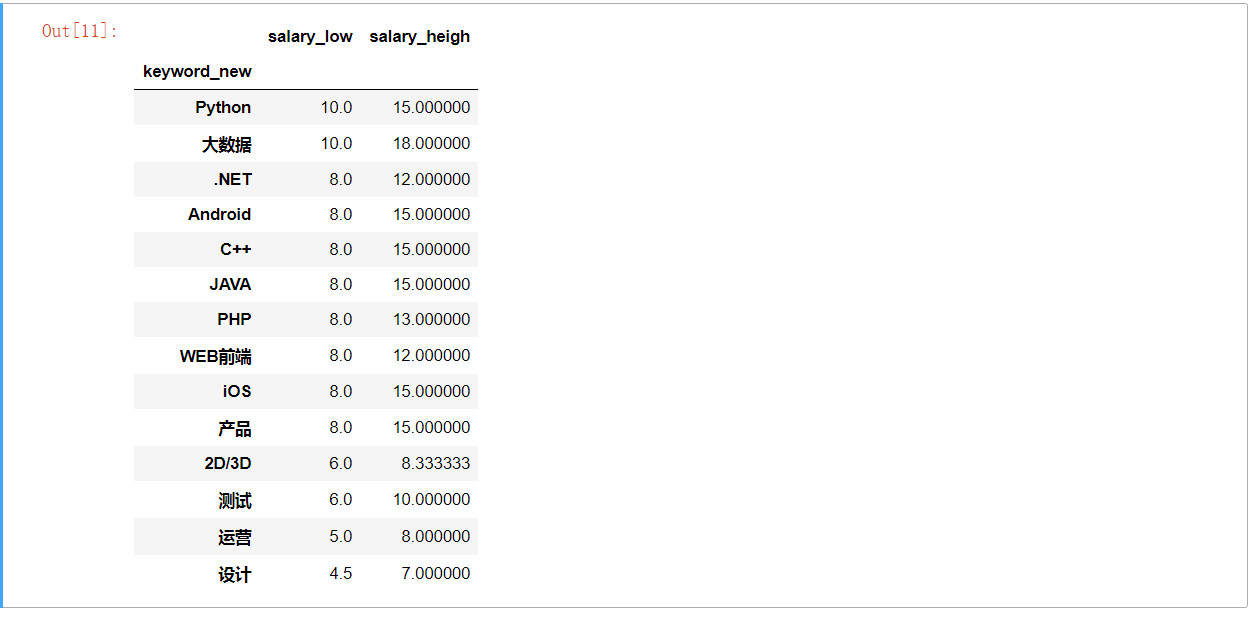 Out[11]:
salary_low salary_heigh
keyword_new
Python 10.0 15.000000
大数据 10.0 18.000000
.NET 8.0 12.000000
Android 8.0 15.000000
C++ 8.0 15.000000
JAVA 8.0 15.000000
PHP 8.0 13.000000
WEB前端 8.0 12.000000
iOS 8.0 15.000000
产品 8.0 15.000000
2D/3D 6.0 8.333333
测试 6.0 10.000000
运营 5.0 8.000000
设计 4.5 7.000000